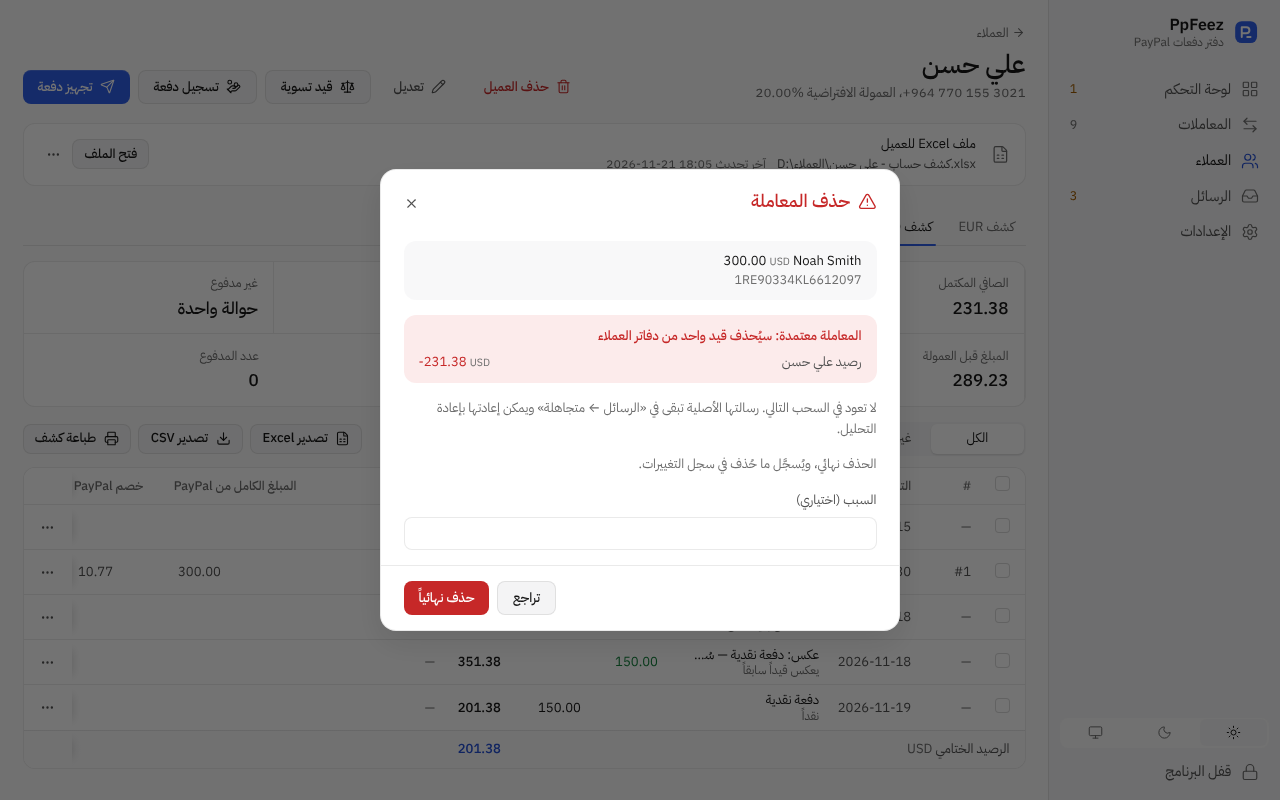 PpFeez
دفتر دفعات PayPal
لوحة التحكم
1
المعاملات
9
العملاء
الرسائل
3
الإعدادات
قفل البرنامج
→ العملاء
علي حسن
+964 770 155 3021، العمولة الافتراضية 20.00%
حذف العميل
تعديل
قيد تسوية
تسجيل دفعة
تجهيز دفعة
ملف Excel للعميل
D:\العملاء\كشف حساب - علي حسن.xlsx
آخر تحديث 2026-11-21 18:05
فتح الملف
كشف EUR
كشف
الصافي المكتمل
231.38
غير مدفوع
حوالة واحدة
المبلغ قبل العمولة
289.23
عدد المدفوع
0
الكل
تصدير Excel
تصدير CSV
طباعة كشف
#
المبلغ الكامل من PayPal
خصم PayPal
—
#1
300.00
10.77
—
—
2026-11-18
عكس: دفعة نقدية — سُ...
يعكس قيداً سابقاً
150.00
351.38
—
—
2026-11-19
دفعة نقدية
نقداً
150.00
201.38
—
الرصيد الختامي USD
201.38
حذف المعاملة
300.00 USD Noah Smith
1RE90334KL6612097
المعاملة معتمدة: سيُحذف قيد واحد من دفاتر العملاء
رصيد علي حسن
-231.38 USD
لا تعود في السحب التالي. رسالتها الأصلية تبقى في «الرسائل ← متجاهلة» ويمكن إعادتها بإعادة
التحليل.
الحذف نهائي، ويُسجَّل ما حُذف في سجل التغييرات.
السبب (اختياري)
تراجع
حذف نهائياً